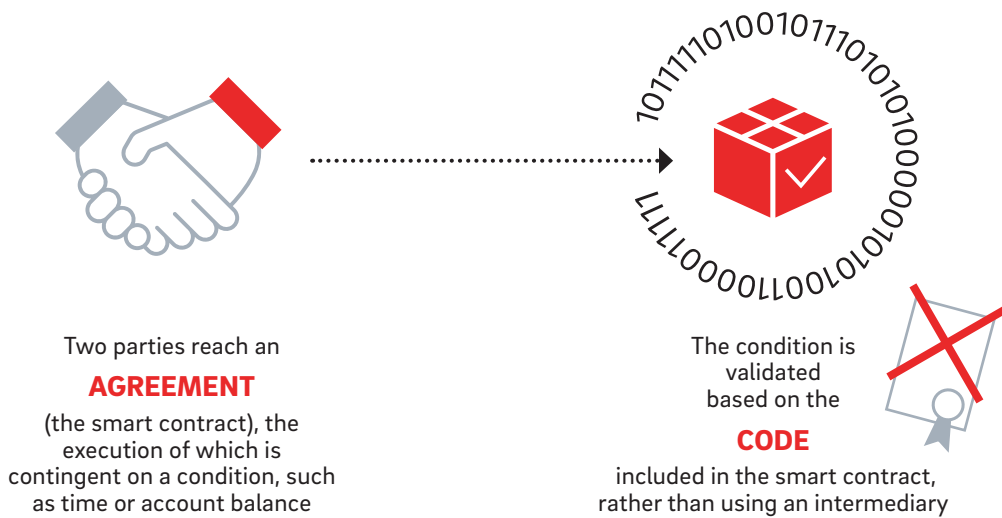 Two parties reach an
AGREEMENT
(the smart contract), the
execution of which is
contingent on a condition, such
as time or account balance
The condition is
validated
based on the
CODE
included in the smart contract,
rather than using an intermediary